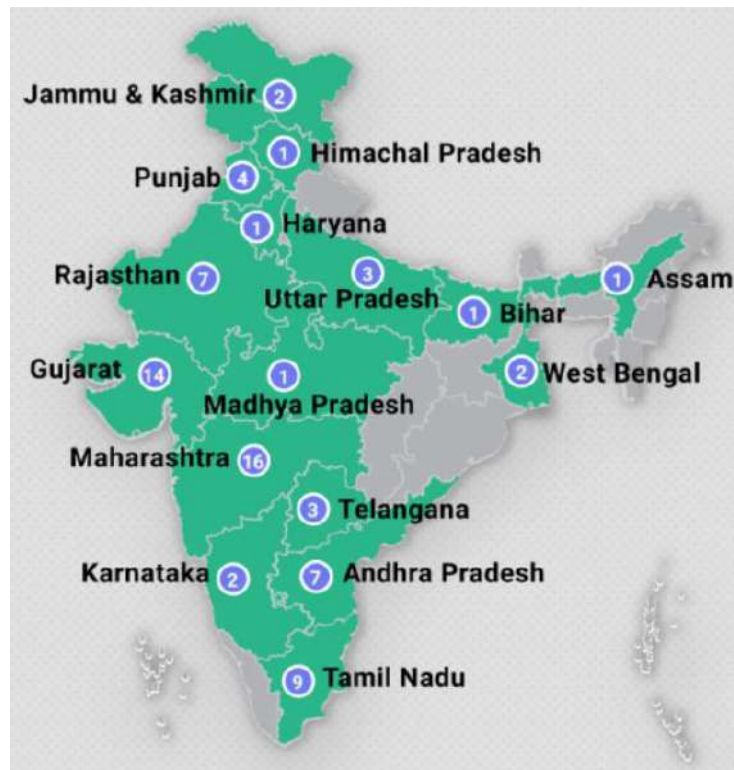 Jammu & Kashmir 2
1 Himachal Pradesh
Punjab 4
1 Haryana
Rajasthan 7
3
Uttar Pradesh
1 Assam
1 Bihar
Gujarat 14
1
Madhya Pradesh
2 West Bengal
Maharashtra 16
3 Telangana
Karnataka 2
7 Andhra Pradesh
9 Tamil Nadu